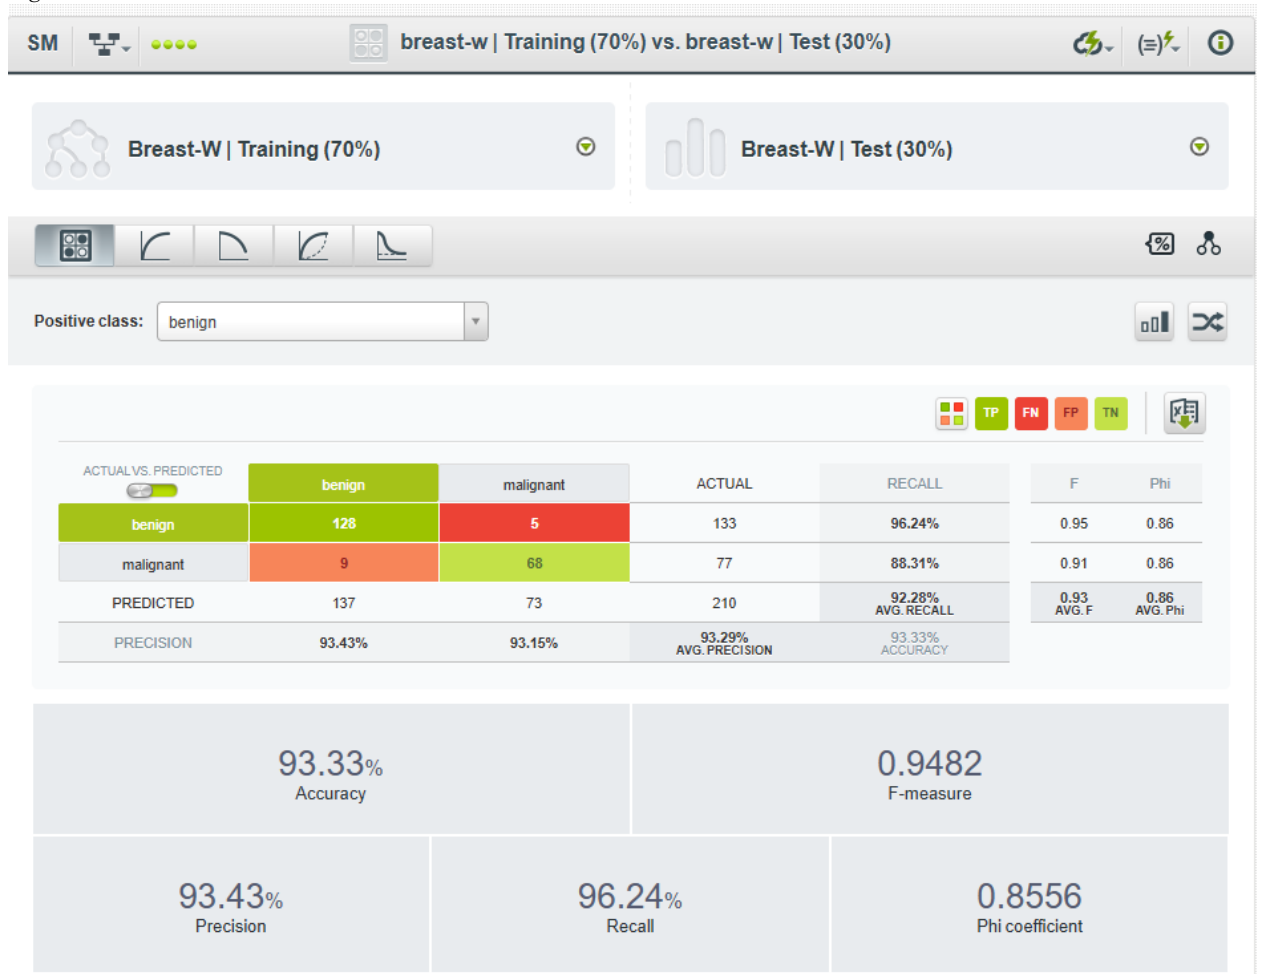 SM breast-w | Training (70%) vs. breast-w | Test (30%) (=)
Breast-W | Training (70%) Breast-W | Test (30%)
%
Positive class: benign
TP FN FP TN X
ACTUAL VS. PREDICTED benign malignant ACTUAL RECALL F Phi
benign 128 5 133 96.24% 0.95 0.86
malignant 9 68 77 88.31% 0.91 0.86
PREDICTED 137 73 210 92.28% AVG. RECALL 0.93 AVG. F 0.86 AVG. Phi
PRECISION 93.43% 93.15% 93.29% AVG. PRECISION 93.33% ACCURACY
93.33% 0.9482
Accuracy F-measure
93.43% 96.24% 0.8556
Precision Recall Phi coefficient